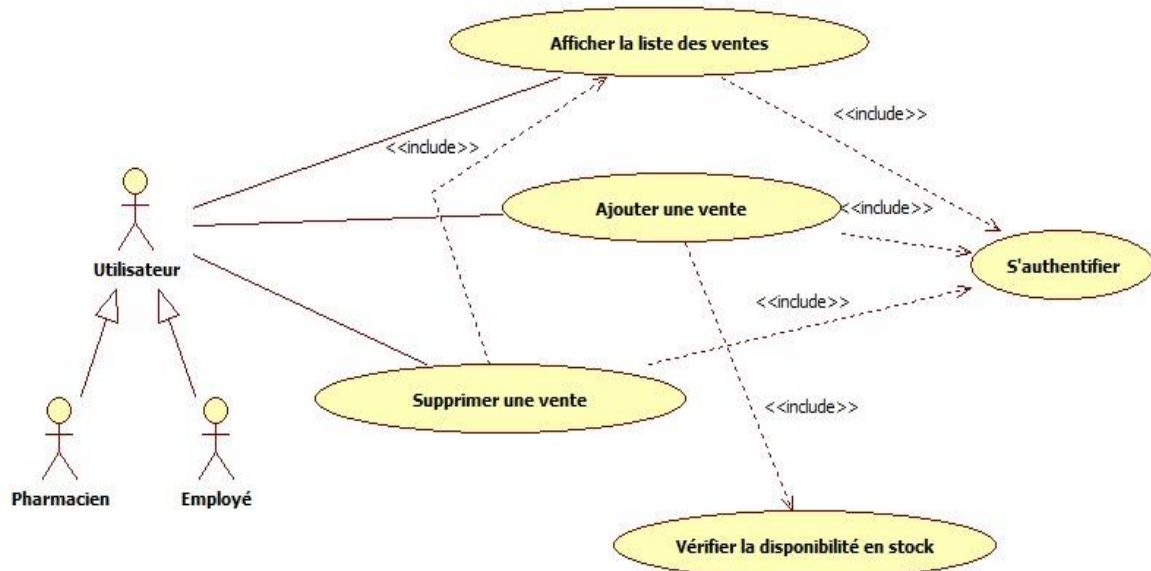 Afficher la liste des ventes
<<include>>
<<include>>
Ajouter une vente
<<include>>
Utilisateur
S'authentifier
<<include>>
Supprimer une vente
<<include>>
Pharmacien
Employé
Vérifier la disponibilité en stock